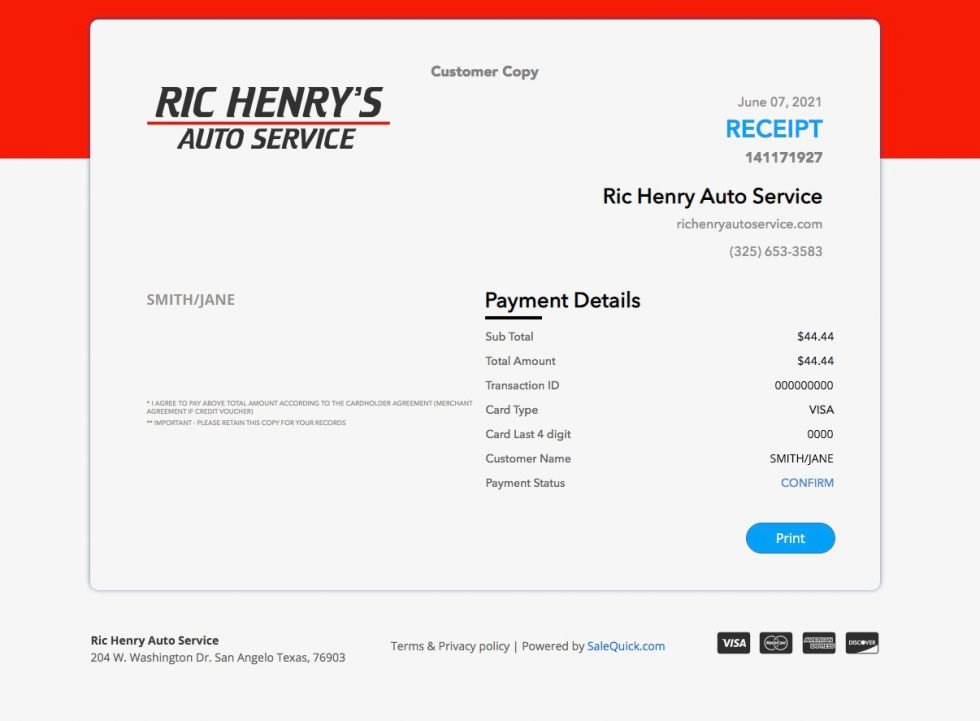 Customer Copy
RIC HENRY'S
AUTO SERVICE
June 07, 2021
RECEIPT
141171927
Ric Henry Auto Service
richenryautoservice.com
(325) 653-3583
SMITH/JANE
* I AGREE TO PAY ABOVE TOTAL AMOUNT ACCORDING TO THE CARDHOLDER AGREEMENT (MERCHANT
AGREEMENT IF CREDIT VOUCHER)
** IMPORTANT - PLEASE RETAIN THIS COPY FOR YOUR RECORDS
Payment Details
Sub Total $44.44
Total Amount $44.44
Transaction ID 000000000
Card Type VISA
Card Last 4 digit 0000
Customer Name SMITH/JANE
Payment Status CONFIRM
Print
Ric Henry Auto Service
204 W. Washington Dr. San Angelo Texas, 76903
Terms & Privacy policy | Powered by SaleQuick.com
VISA MasterCard AMERICAN EXPRESS DISCOVER